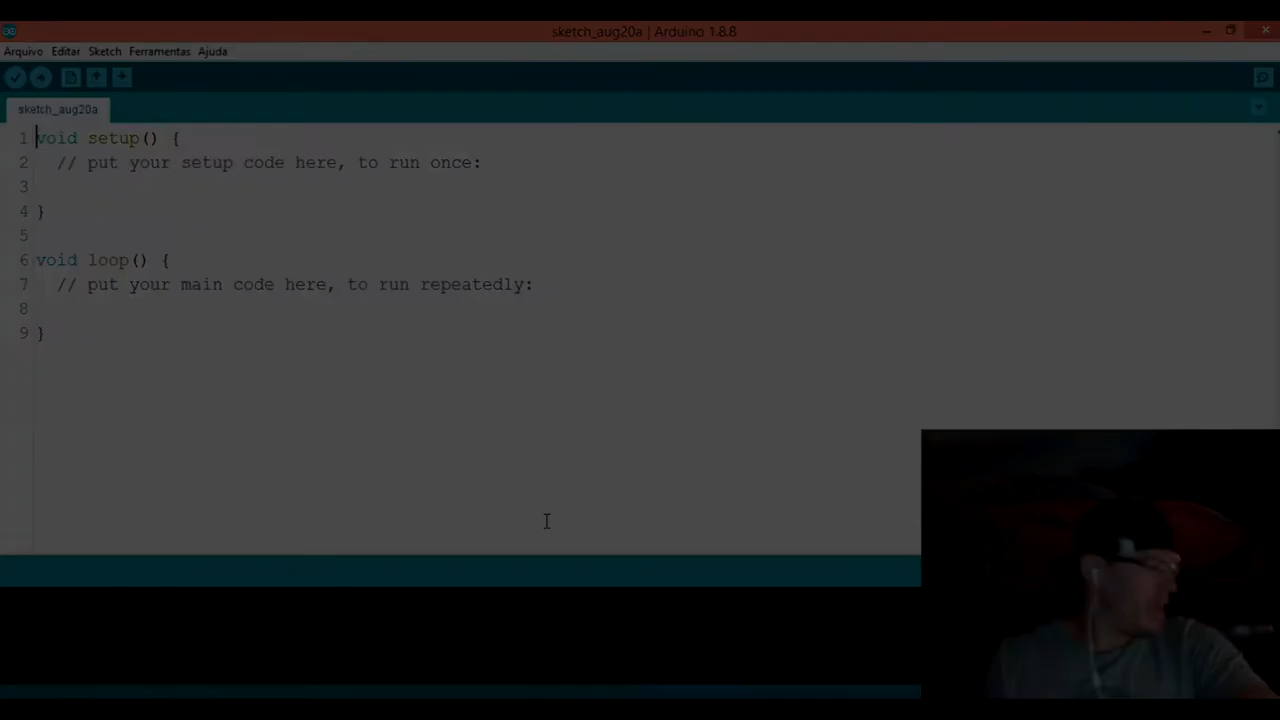 sketch_aug20a | Arduino 1.8.8
Arquivo Editar Sketch Ferramentas Ajuda
sketch_aug20a
1 void setup() {
2 // put your setup code here, to run once:
3
4 }
5
6 void loop() {
7 // put your main code here, to run repeatedly:
8
9 }